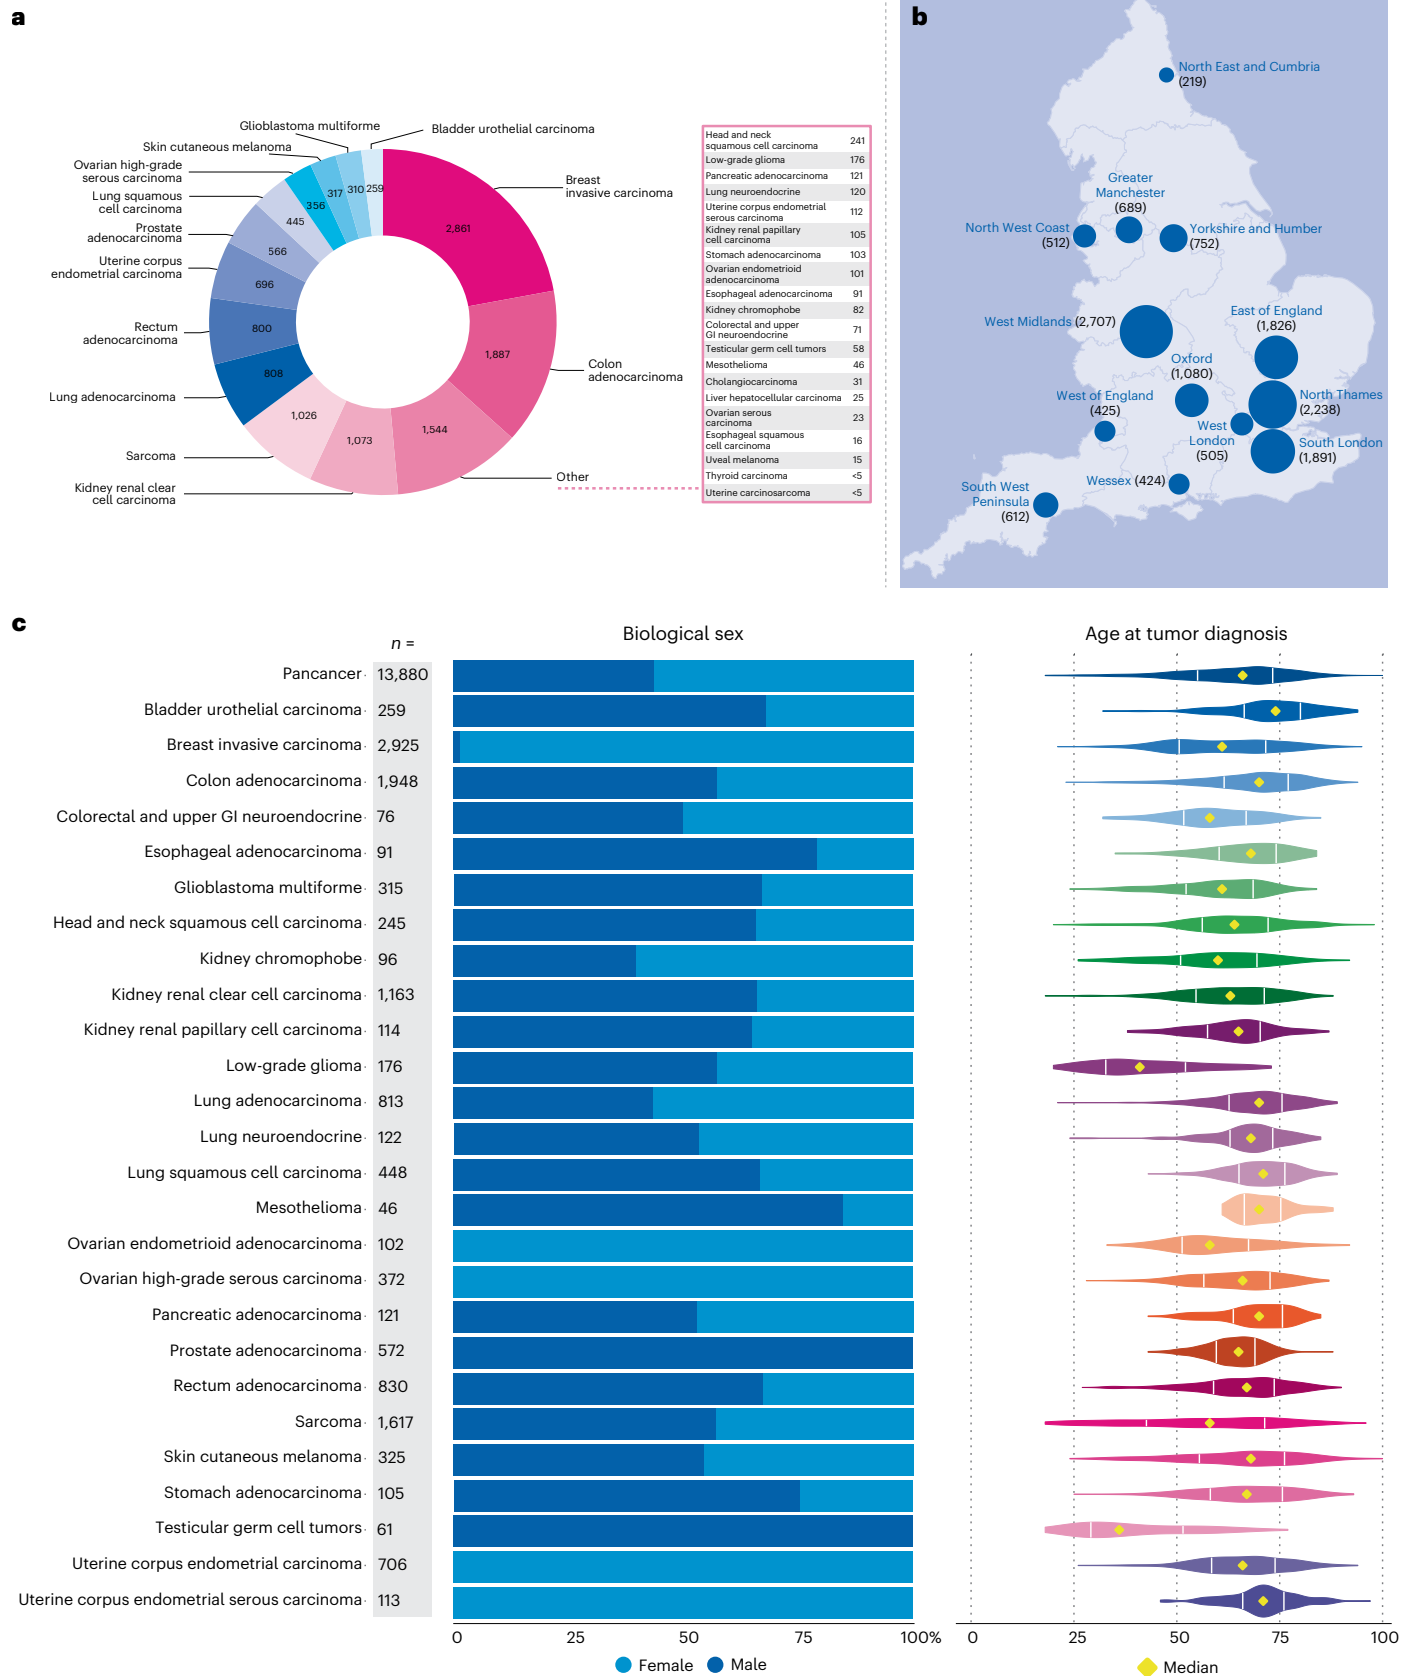 a
Glioblastoma multiforme
Bladder urothelial carcinoma
Skin cutaneous melanoma
Ovarian high-grade
serous carcinoma
Lung squamous
cell carcinoma
Prostate
adenocarcinoma
Uterine corpus
endometrial carcinoma
Rectum
adenocarcinoma
Lung adenocarcinoma
Sarcoma
Kidney renal clear
cell carcinoma
Breast
invasive carcinoma
Colon
adenocarcinoma
Other
2,861
1,887
1,544
1,073
1,026
808
800
696
566
445
356
317
310
259
Head and neck
squamous cell carcinoma 241
Low-grade glioma 176
Pancreatic adenocarcinoma 121
Lung neuroendocrine 120
Uterine corpus endometrial
serous carcinoma 112
Kidney renal papillary
cell carcinoma 105
Stomach adenocarcinoma 103
Ovarian endometrioid
adenocarcinoma 101
Esophageal adenocarcinoma 91
Kidney chromophobe 82
Colorectal and upper
GI neuroendocrine 71
Testicular germ cell tumors 58
Mesothelioma 46
Cholangiocarcinoma 31
Liver hepatocellular carcinoma 25
Ovarian serous
carcinoma 23
Esophageal squamous
cell carcinoma 16
Uveal melanoma 15
Thyroid carcinoma <5
Uterine carcinosarcoma <5
b
North East and Cumbria
(219)
Greater
Manchester
(689)
North West Coast
(512)
Yorkshire and Humber
(752)
West Midlands (2,707)
East of England
(1,826)
Oxford
(1,080)
West of England
(425)
North Thames
(2,238)
West
London
(505)
South London
(1,891)
Wessex (424)
South West
Peninsula
(612)
c
n =
Biological sex
Age at tumor diagnosis
Pancancer 13,880
Bladder urothelial carcinoma 259
Breast invasive carcinoma 2,925
Colon adenocarcinoma 1,948
Colorectal and upper GI neuroendocrine 76
Esophageal adenocarcinoma 91
Glioblastoma multiforme 315
Head and neck squamous cell carcinoma 245
Kidney chromophobe 96
Kidney renal clear cell carcinoma 1,163
Kidney renal papillary cell carcinoma 114
Low-grade glioma 176
Lung adenocarcinoma 813
Lung neuroendocrine 122
Lung squamous cell carcinoma 448
Mesothelioma 46
Ovarian endometrioid adenocarcinoma 102
Ovarian high-grade serous carcinoma 372
Pancreatic adenocarcinoma 121
Prostate adenocarcinoma 572
Rectum adenocarcinoma 830
Sarcoma 1,617
Skin cutaneous melanoma 325
Stomach adenocarcinoma 105
Testicular germ cell tumors 61
Uterine corpus endometrial carcinoma 706
Uterine corpus endometrial serous carcinoma 113
0 25 50 75 100%
0 25 50 75 100
Female Male
Median